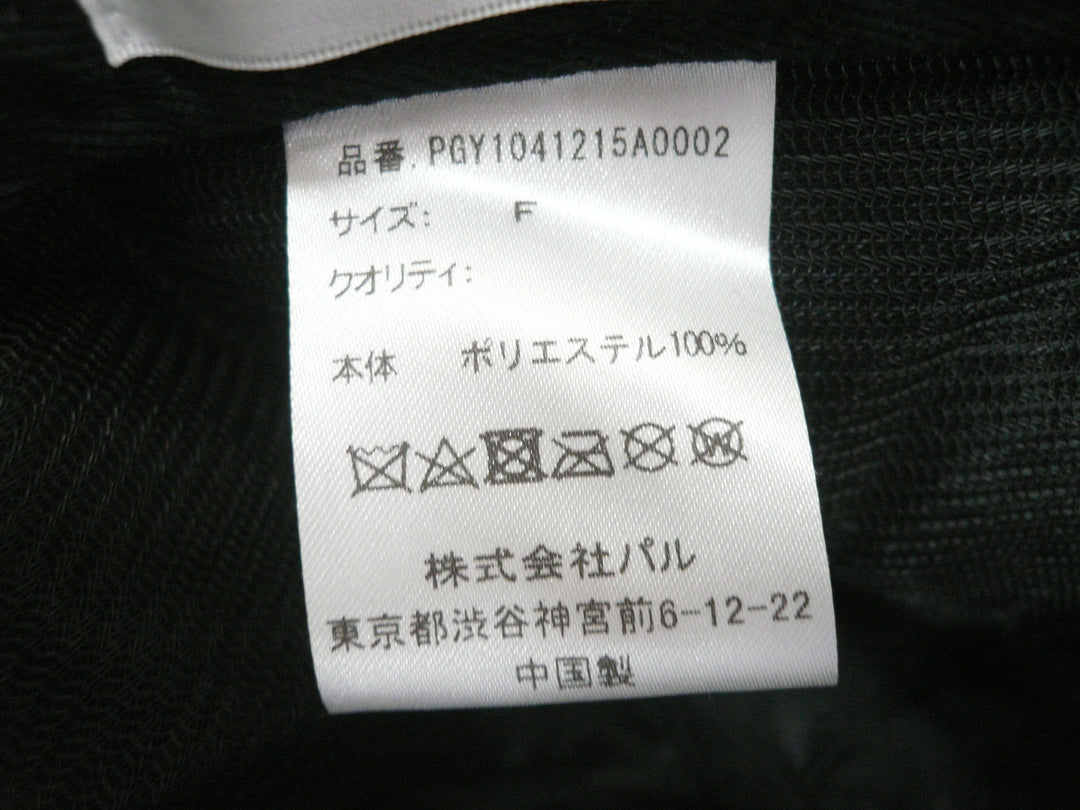 品番. PGY1041215A0002
サイズ: F
クオリティ:
本体 ポリエステル100%
W
株式会社パル
東京都渋谷神宮前6-12-22
中国製